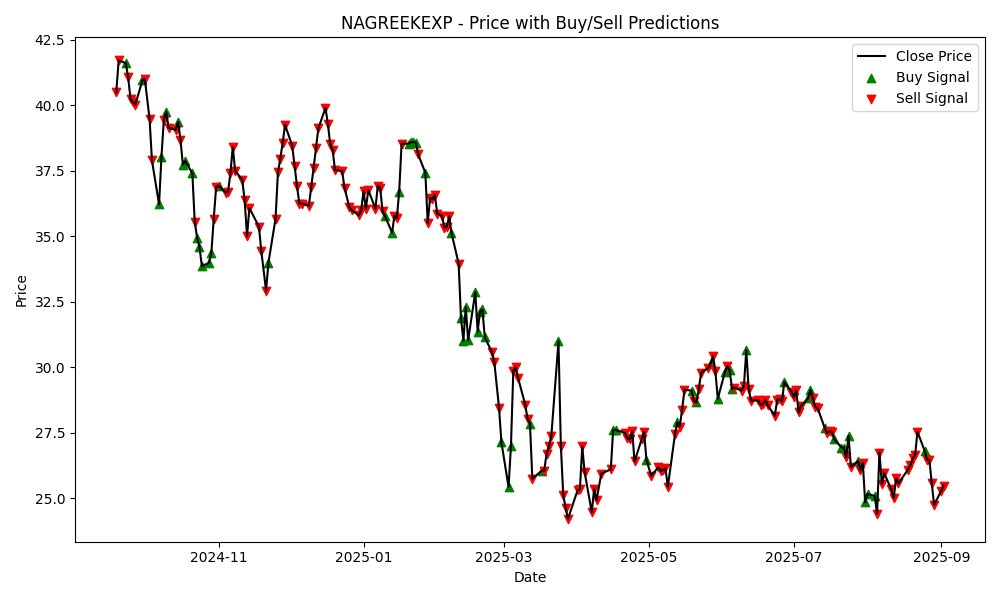 NAGREEKEXP - Price with Buy/Sell Predictions
Close Price
Buy Signal
Sell Signal
Price
42.5
40.0
37.5
35.0
32.5
30.0
27.5
25.0
2024-11
2025-01
2025-03
2025-05
2025-07
2025-09
Date